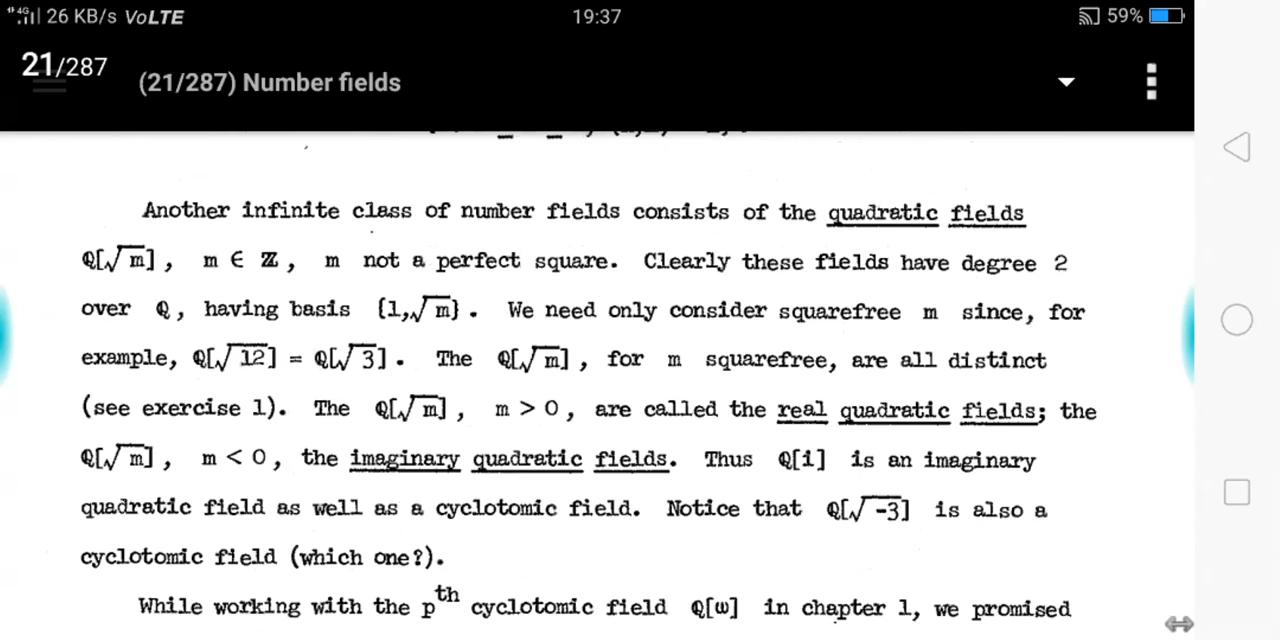 4G 26 KB/s VoLTE 19:37 59%
21/287 (21/287) Number fields
Another infinite class of number fields consists of the quadratic fields
Q[√m], m ∈ ℤ, m not a perfect square. Clearly these fields have degree 2
over Q, having basis {1,√m}. We need only consider squarefree m since, for
example, Q[√12] = Q[√3]. The Q[√m], for m squarefree, are all distinct
(see exercise 1). The Q[√m], m > 0, are called the real quadratic fields; the
Q[√m], m < 0, the imaginary quadratic fields. Thus Q[i] is an imaginary
quadratic field as well as a cyclotomic field. Notice that Q[√-3] is also a
cyclotomic field (which one?).
While working with the pth cyclotomic field Q[ω] in chapter 1, we promised